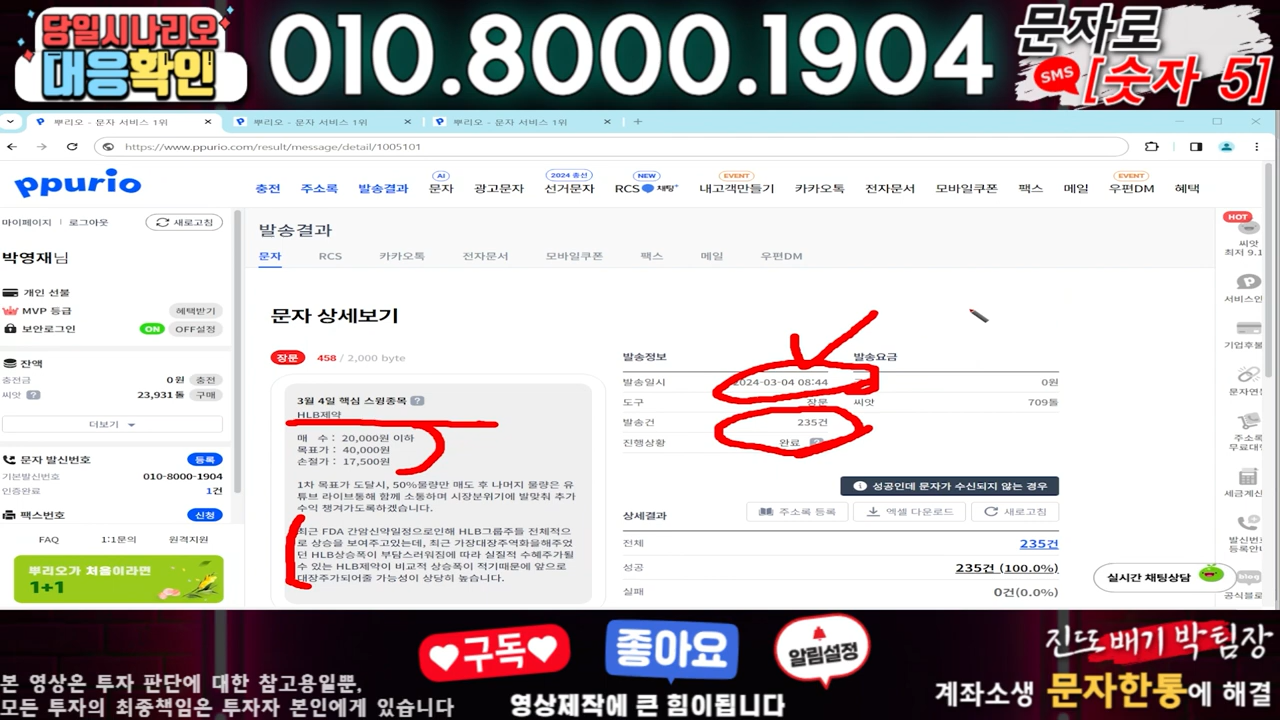 당일시나리오
대응확인
010.8000.1904
문자로
SMS
[숫자 5]
뿌리오 - 문자 서비스 1위
뿌리오 - 문자 서비스 1위
뿌리오 - 문자 서비스 1위
https://www.ppurio.com/result/message/detail/1005101
ppurio
충전
주소록
발송결과
AI
문자
광고문자
2024 총선
선거문자
NEW
RCS 채팅+
EVENT
내고객만들기
카카오톡
전자문서
모바일쿠폰
팩스
메일
EVENT
우편DM
혜택
마이페이지 | 로그아웃
새로고침
박영재님
개인 선불
MVP 등급
혜택받기
보안로그인
ON
OFF설정
잔액
충전금
0원
충전
씨앗
23,931톨
구매
더보기
문자 발신번호
등록
기본발신번호
010-8000-1904
인증완료
1건
팩스번호
신청
FAQ
1:1문의
원격지원
뿌리오가 처음이라면
1+1
발송결과
문자
RCS
카카오톡
전자문서
모바일쿠폰
팩스
메일
우편DM
문자 상세보기
장문
458 / 2,000 byte
3월 4일 핵심 스윙종목
HLB제약
매 수 : 20,000원 이하
목표가 : 40,000원
손절가 : 17,500원
1차 목표가 도달시, 50%물량만 매도 후 나머지 물량은 유
튜브 라이브통해 함께 소통하며 시장분위기에 발맞춰 추가
수익 챙겨가도록하겠습니다.
최근 FDA 간암신약일정으로인해 HLB그룹주들 전체적으
로 상승을 보여주고있는데, 최근 가장대장주역화을해주었
던 HLB상승폭이 부담스러워짐에 따라 실질적 수혜주가될
수 있는 HLB제약이 비교적 상승폭이 적기때문에 앞으로
대장주가되어줄 가능성이 상당히 높습니다.
발송정보
발송일시
2024-03-04 08:44
도구
장문
발송건
235건
진행상황
완료
발송요금
0원
씨앗
709톨
성공인데 문자가 수신되지 않는 경우
상세결과
주소록 등록
엑셀 다운로드
새로고침
전체
235건
성공
235건 (100.0%)
실패
0건(0.0%)
HOT
씨앗
최저 9.1
서비스인
기업후불
문자연동
주소록
무료대량
세금계산
발신번호
등록안내
blog
공식블로
실시간 채팅상담
구독
좋아요
알림설정
영상제작에 큰 힘이됩니다
본 영상은 투자 판단에 대한 참고용일뿐,
모든 투자의 최종책임은 투자자 본인에게 있습니다
진또배기 박팀장
계좌소생 문자한통에 해결